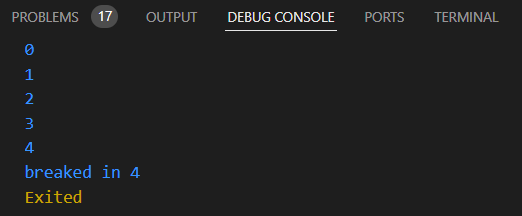 PROBLEMS 17 OUTPUT DEBUG CONSOLE PORTS TERMINAL
0
1
2
3
4
breaked in 4
Exited